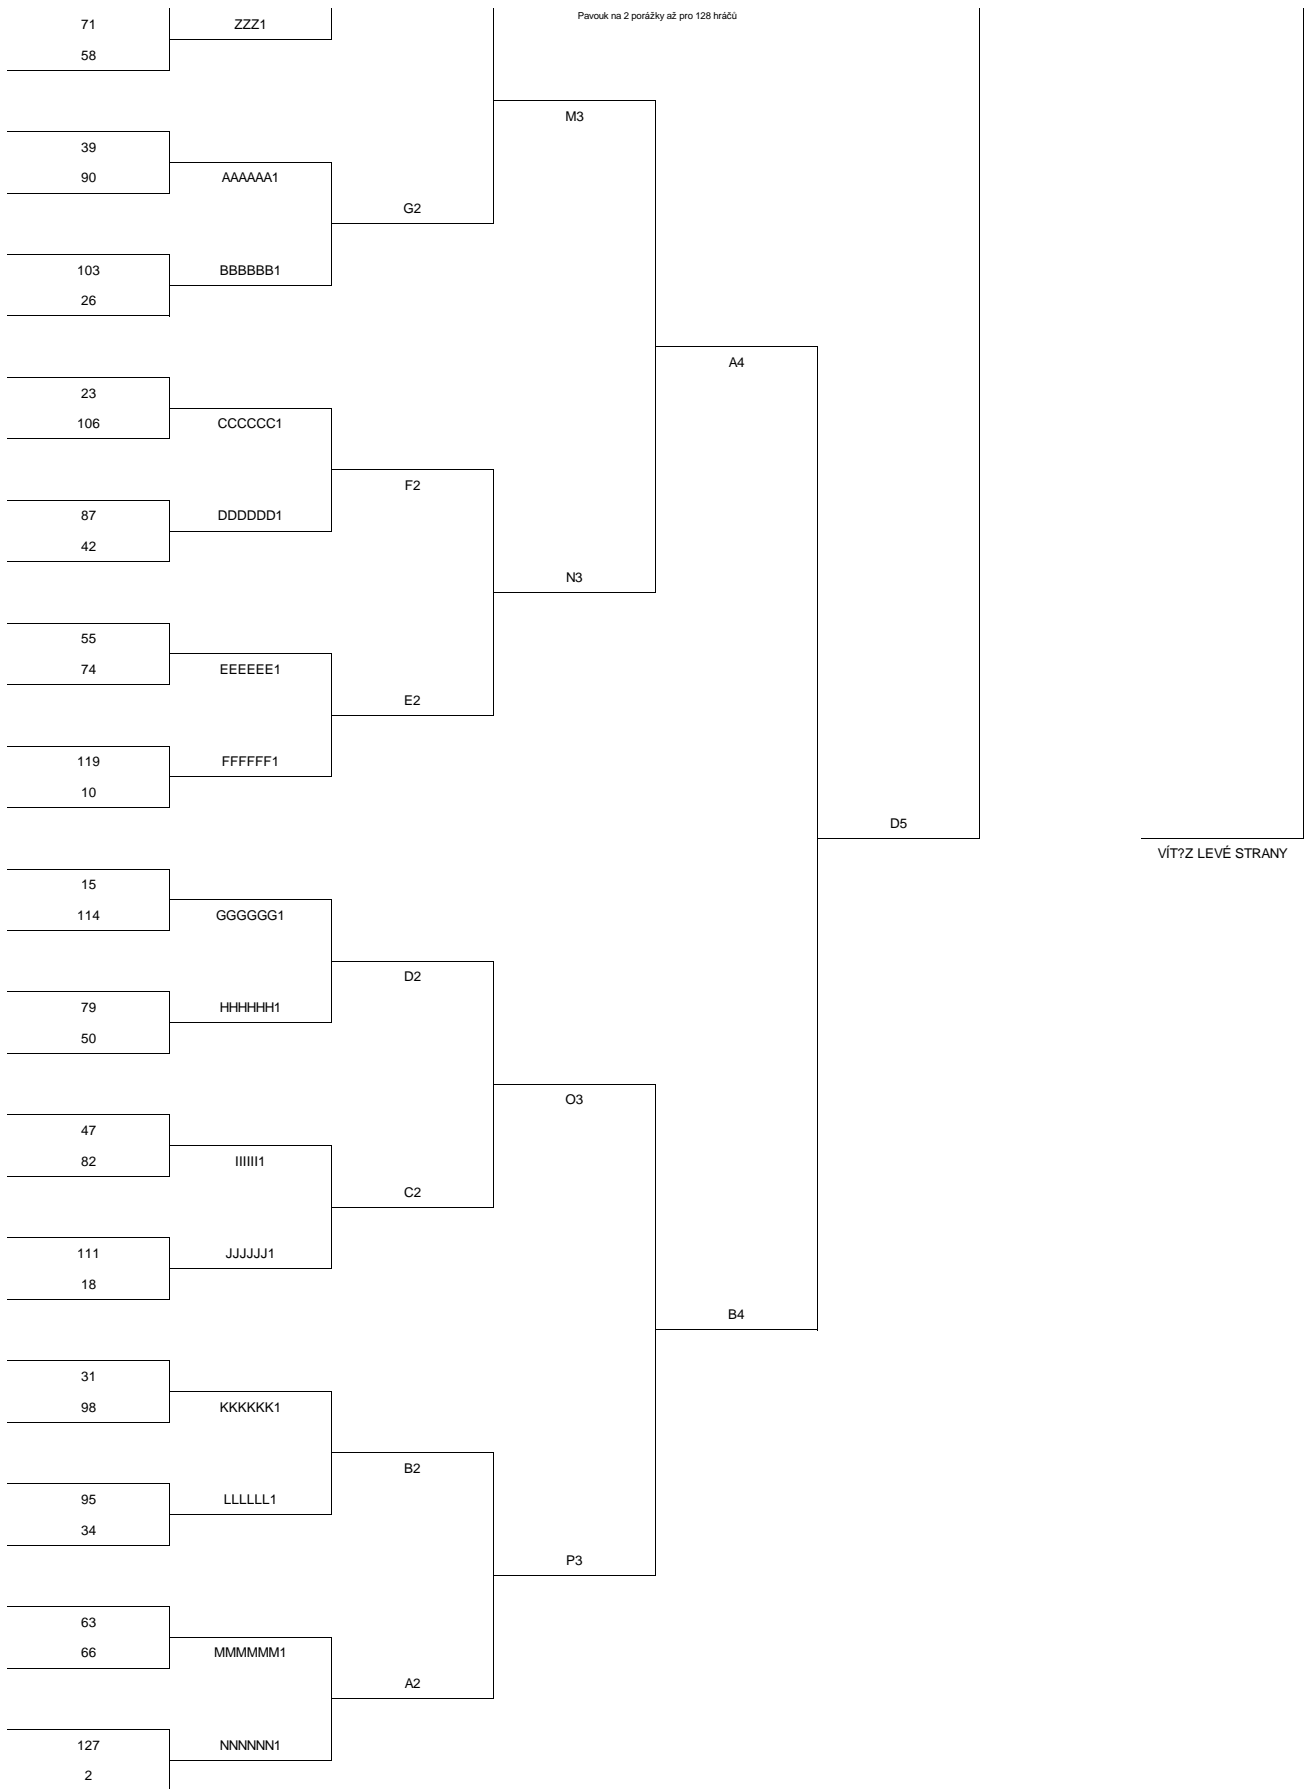 Pavouk na 2 porážky až pro 128 hráčů
71 ZZZ1
58
M3
39
90 AAAAAA1
G2
103 BBBBBB1
26
A4
23
106 CCCCCC1
F2
87 DDDDDD1
42
N3
55
74 EEEEEE1
E2
119 FFFFFF1
10
D5
VÍT?Z LEVÉ STRANY
15
114 GGGGGG1
D2
79 HHHHHH1
50
O3
47
82 IIIIII1
C2
111 JJJJJJ1
18
B4
31
98 KKKKKK1
B2
95 LLLLLL1
34
P3
63
66 MMMMMM1
A2
127 NNNNNN1
2